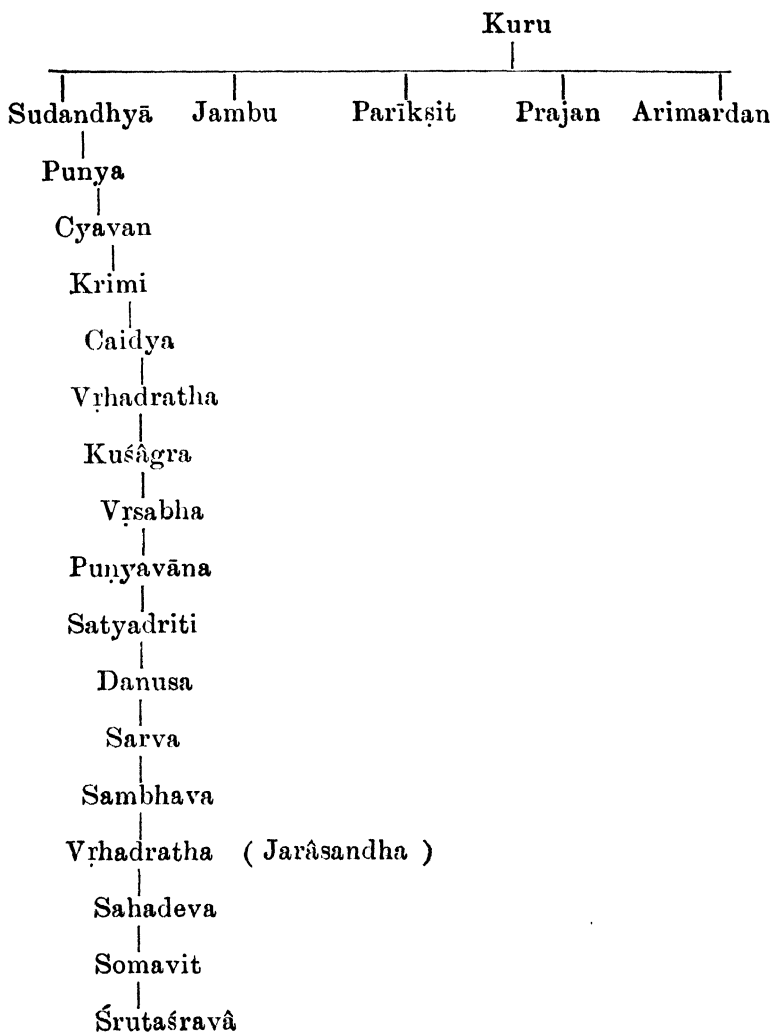 Kuru
Sudandhyā Jambu Parīkṣit Prajan Arimardan
Punya
Cyavan
Krimi
Caidya
Vṛhadratha
Kuśâgra
Vṛsabha
Puṇyavāna
Satyadriti
Danusa
Sarva
Sambhava
Vṛhadratha ( Jarâsandha )
Sahadeva
Somavit
Śrutaśravâ